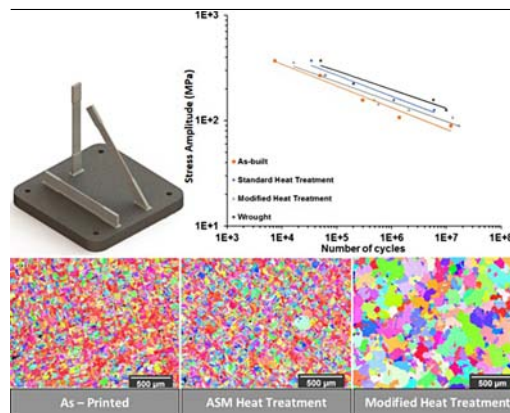 1E+3
Stress Amplitude (MPa)
1E+2
As-built
Standard Heat Treatment
Modified Heat Treatment
Wrought
1E+1
1E+3 1E+4 1E+5 1E+6 1E+7 1E+8
Number of cycles
500 µm 500 µm 500 µm
As – Printed ASM Heat Treatment Modified Heat Treatment